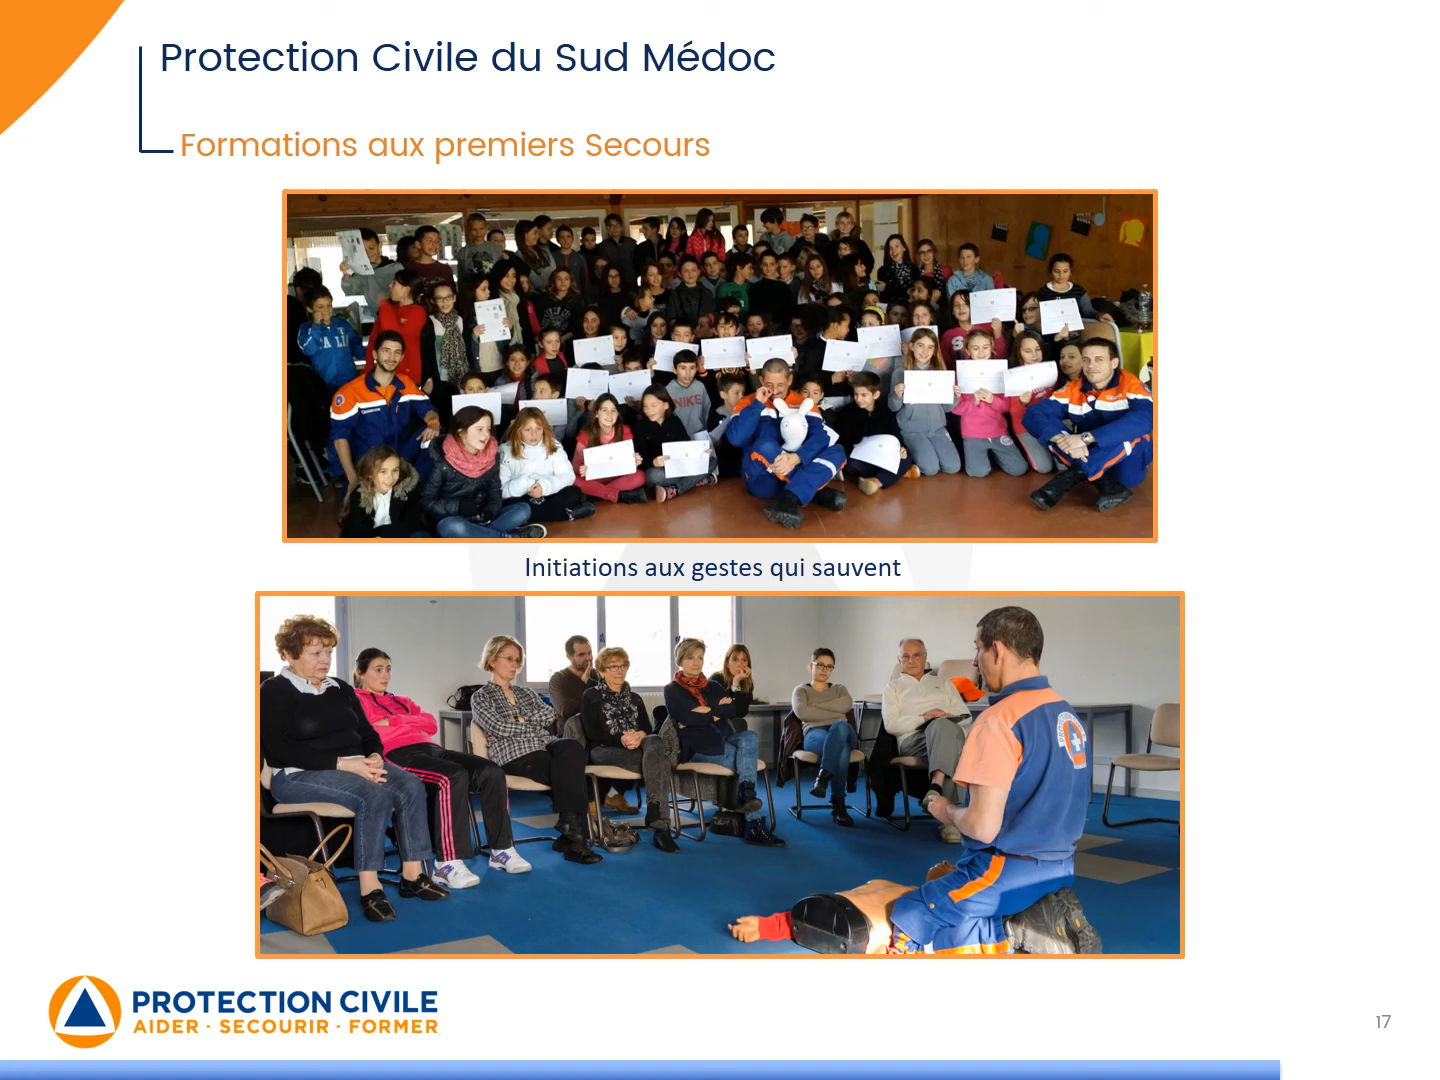 Protection Civile du Sud Médoc
Formations aux premiers Secours
NIKE
Initiations aux gestes qui sauvent
PROTECTION CIVILE
AIDER · SECOURIR · FORMER
17